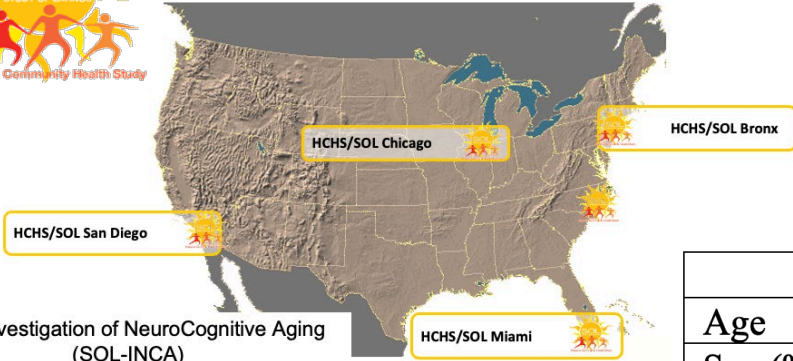 Community Health Study
HCHS/SOL Chicago
HCHS/SOL Bronx
HCHS/SOL San Diego
HCHS/SOL Miami
vestigation of NeuroCognitive Aging
(SOL-INCA)
Age